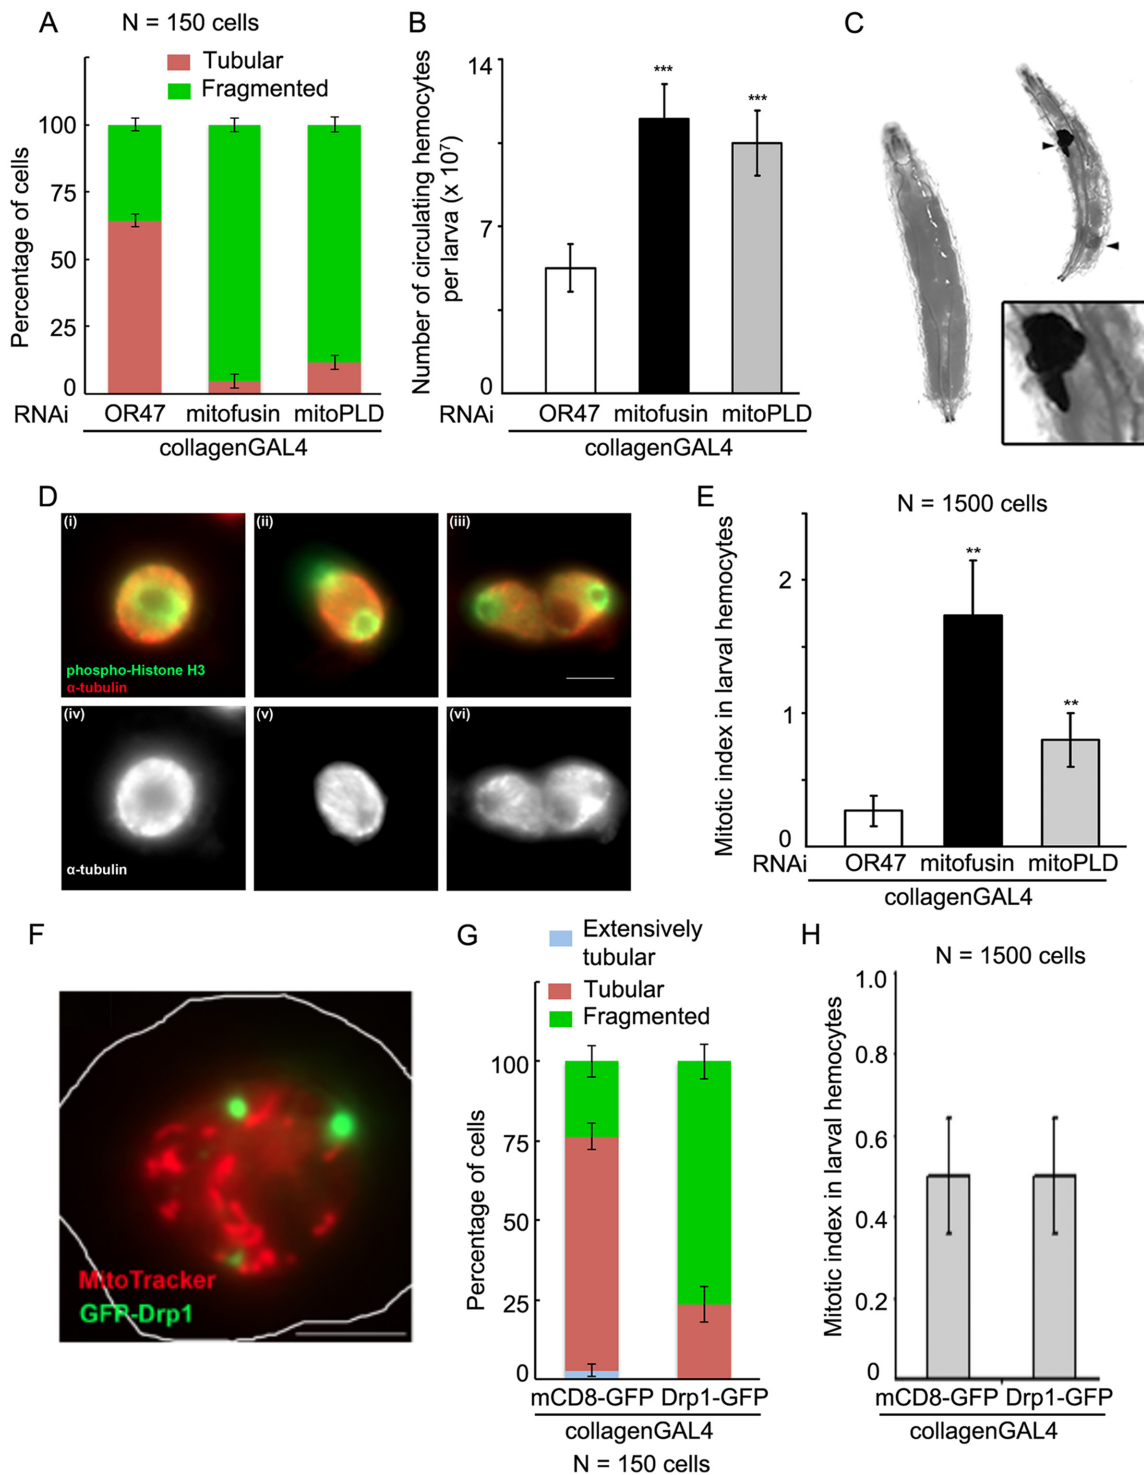 A
N = 150 cells
Tubular
Fragmented
Percentage of cells
100
75
50
25
0
RNAi
OR47 mitofusin mitoPLD
collagenGAL4
B
Number of circulating hemocytes
per larva (x 10⁷)
14
7
0
***
***
RNAi
OR47 mitofusin mitoPLD
collagenGAL4
C
D
(i)
(ii)
(iii)
phospho-Histone H3
α-tubulin
(iv)
(v)
(vi)
α-tubulin
E
N = 1500 cells
Mitotic index in larval hemocytes
2
1
0
**
**
RNAi
OR47 mitofusin mitoPLD
collagenGAL4
F
MitoTracker
GFP-Drp1
G
Extensively
tubular
Tubular
Fragmented
Percentage of cells
100
75
50
25
0
mCD8-GFP Drp1-GFP
collagenGAL4
N = 150 cells
H
N = 1500 cells
Mitotic index in larval hemocytes
1.0
0.8
0.6
0.4
0.2
0
mCD8-GFP Drp1-GFP
collagenGAL4